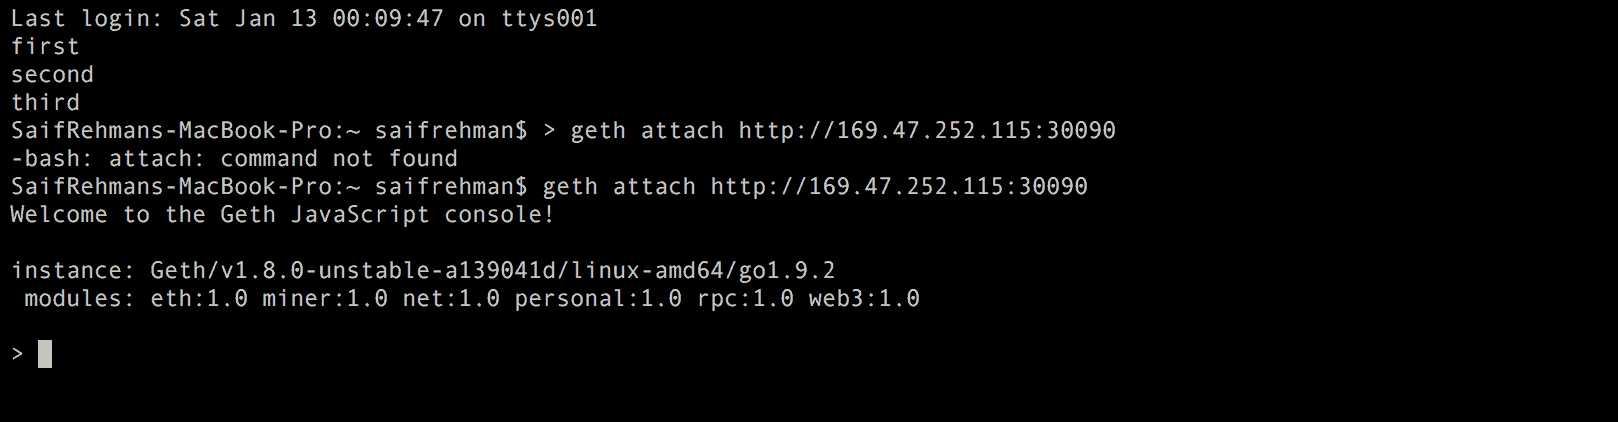 Last login: Sat Jan 13 00:09:47 on ttys001
first
second
third
SaifRehmans-MacBook-Pro:~ saifrehman$ > geth attach http://169.47.252.115:30090
-bash: attach: command not found
SaifRehmans-MacBook-Pro:~ saifrehman$ geth attach http://169.47.252.115:30090
Welcome to the Geth JavaScript console!
instance: Geth/v1.8.0-unstable-a139041d/linux-amd64/go1.9.2
modules: eth:1.0 miner:1.0 net:1.0 personal:1.0 rpc:1.0 web3:1.0
>